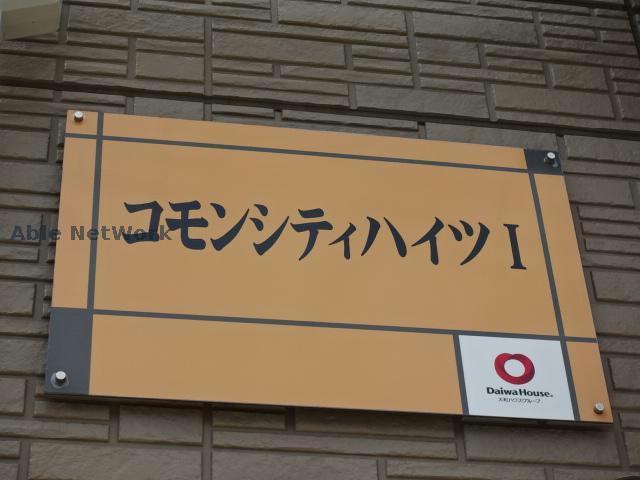 コモンシティハイツ I
Able NetWork
Daiwa House®
大和ハウスグループ